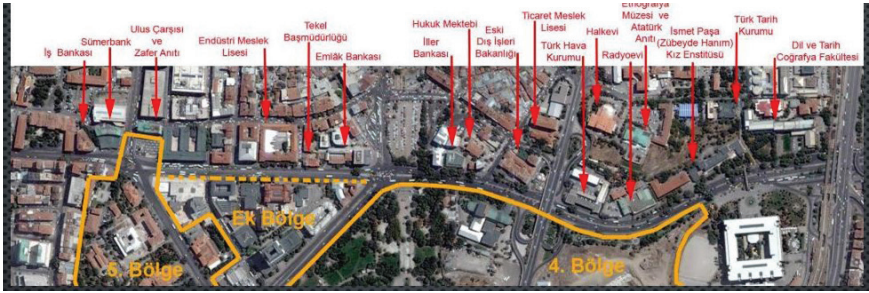 İş Bankası
Sümerbank
Ulus Çarşısı
ve
Zafer Anıtı
Endüstri Meslek
Lisesi
Tekel
Başmüdürlüğü
Emlâk Bankası
Hukuk Mektebi
İller
Bankası
Eski
Dış İşleri
Bakanlığı
Ticaret Meslek
Lisesi
Türk Hava
Kurumu
Halkevi
Radyoevi
Etnoğrafya
Müzesi ve
Atatürk
Anıtı
İsmet Paşa
(Zübeyde Hanım)
Kız Enstitüsü
Türk Tarih
Kurumu
Dil ve Tarih
Coğrafya Fakültesi
Ek Bölge
5. Bölge
4. Bölge